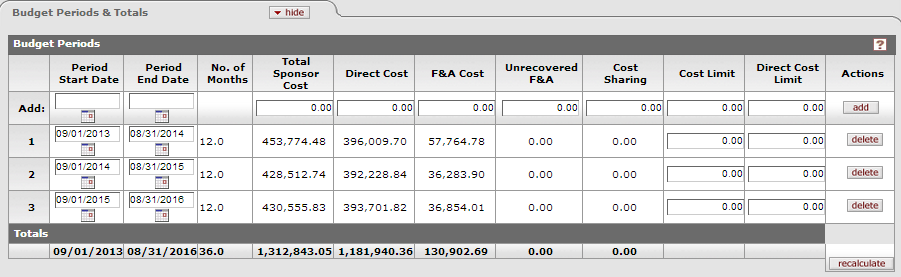 Budget Periods & Totals ▼ hide
Budget Periods ?
Period Start Date Period End Date No. of Months Total Sponsor Cost Direct Cost F&A Cost Unrecovered F&A Cost Sharing Cost Limit Direct Cost Limit Actions
Add: 0.00 0.00 0.00 0.00 0.00 0.00 0.00 add
1 09/01/2013 08/31/2014 12.0 453,774.48 396,009.70 57,764.78 0.00 0.00 0.00 0.00 delete
2 09/01/2014 08/31/2015 12.0 428,512.74 392,228.84 36,283.90 0.00 0.00 0.00 0.00 delete
3 09/01/2015 08/31/2016 12.0 430,555.83 393,701.82 36,854.01 0.00 0.00 0.00 0.00 delete
Totals
09/01/2013 08/31/2016 36.0 1,312,843.05 1,181,940.36 130,902.69 0.00 0.00
recalculate